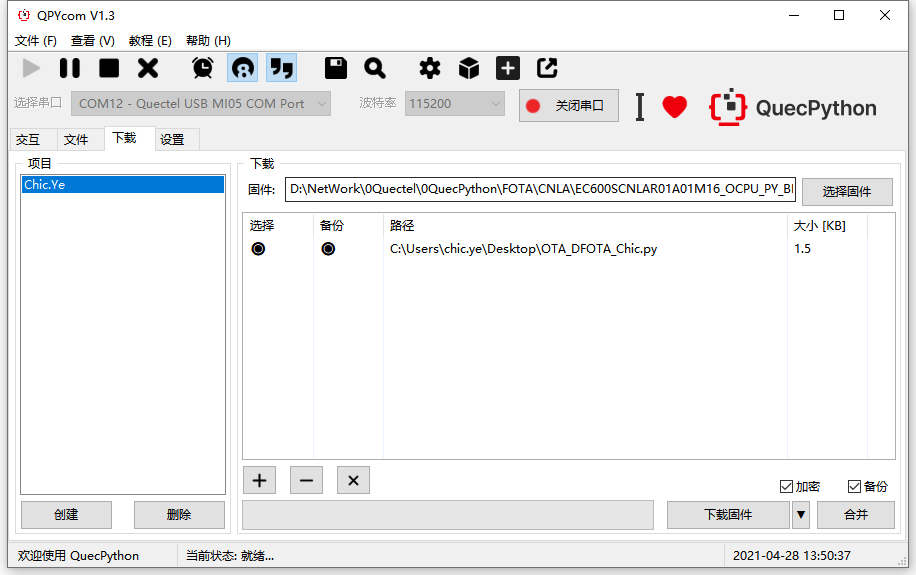 QPYcom V1.3
文件 (F) 查看 (V) 教程 (E) 帮助 (H)
选择串口 COM12 - Quectel USB MI05 COM Port 波特率 115200 关闭串口 QuecPython
交互 文件 下载 设置
项目
Chic.Ye
创建 删除
下载
固件: D:\NetWork\0Quectel\0QuecPython\FOTA\CNLA\EC600SCNLAR01A01M16_OCPU_PY_BI 选择固件
选择 备份 路径 大小 [KB]
C:\Users\chic.ye\Desktop\OTA_DFOTA_Chic.py 1.5
加密 备份
下载固件 合并
欢迎使用 QuecPython 当前状态: 就绪... 2021-04-28 13:50:37